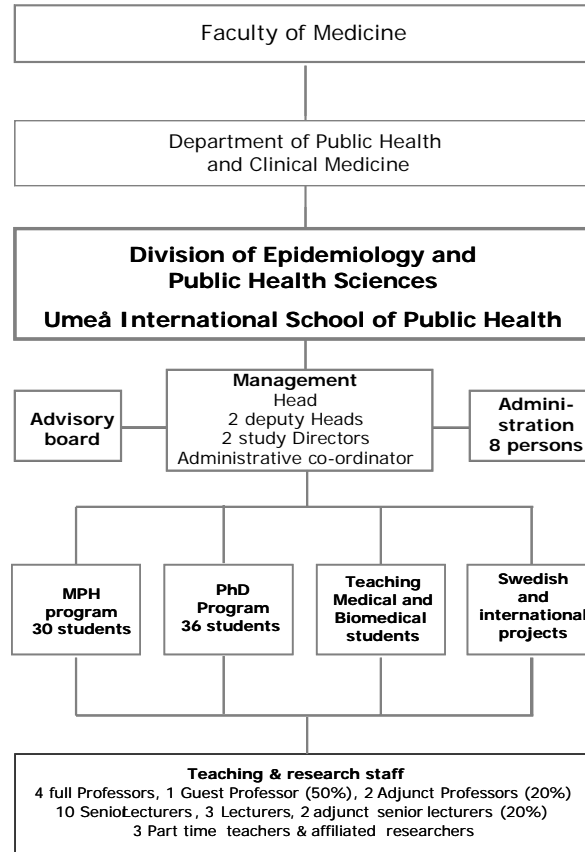 Faculty of Medicine
Department of Public Health
and Clinical Medicine
Division of Epidemiology and
Public Health Sciences
Umeå International School of Public Health
Advisory
board
Management
Head
2 deputy Heads
2 study Directors
Administrative co-ordinator
Admini-
stration
8 persons
MPH
program
30 students
PhD
Program
36 students
Teaching
Medical and
Biomedical
students
Swedish
and
international
projects
Teaching & research staff
4 full Professors, 1 Guest Professor (50%), 2 Adjunct Professors (20%)
10 SeniorLecturers, 3 Lecturers, 2 adjunct senior lecturers (20%)
3 Part time teachers & affiliated researchers